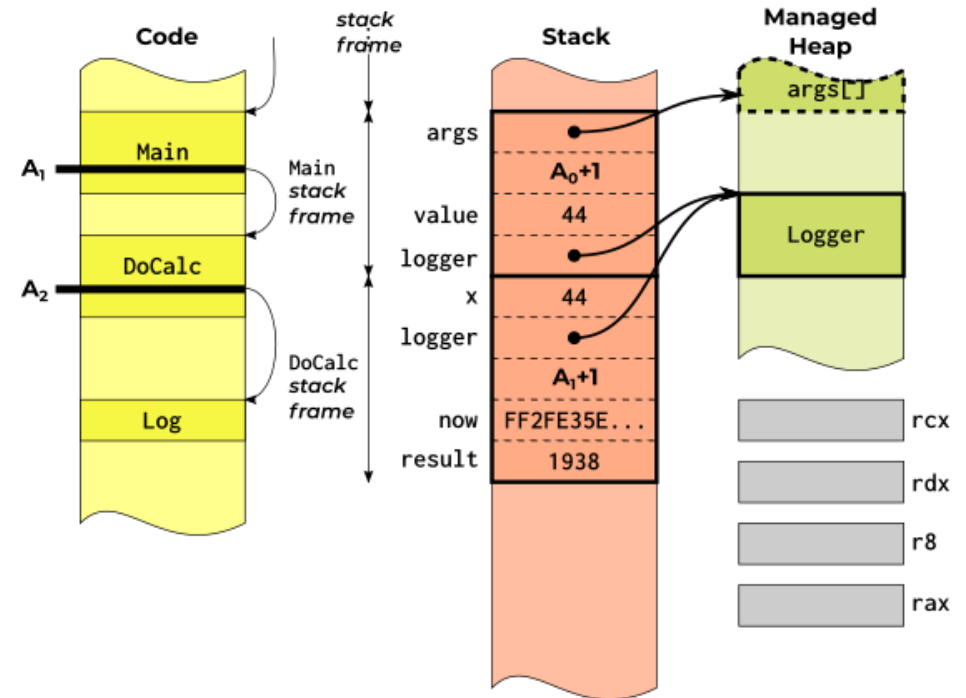 Code
stack
frame
Stack
Managed
Heap
args[]
args
Main
A₁
Main
stack
frame
A₀+1
value
44
Logger
logger
DoCalc
A₂
x
44
logger
DoCalc
stack
frame
A₁+1
Log
now
FF2FE35E...
rcx
result
1938
rdx
r8
rax